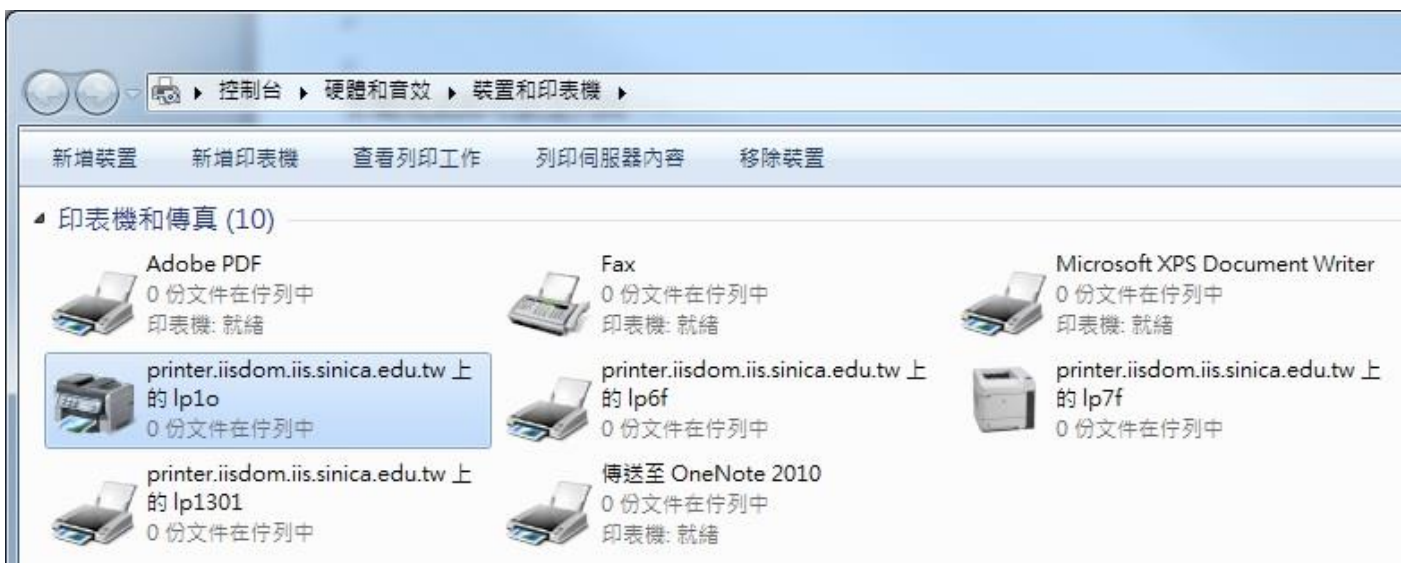 控制台 ▸ 硬體和音效 ▸ 裝置和印表機 ▸
新增裝置 新增印表機 查看列印工作 列印伺服器內容 移除裝置
印表機和傳真 (10)
Adobe PDF
0 份文件在佇列中
印表機: 就緒
Fax
0 份文件在佇列中
印表機: 就緒
Microsoft XPS Document Writer
0 份文件在佇列中
印表機: 就緒
printer.iisdom.iis.sinica.edu.tw 上
的 lp1o
0 份文件在佇列中
printer.iisdom.iis.sinica.edu.tw 上
的 lp6f
0 份文件在佇列中
printer.iisdom.iis.sinica.edu.tw 上
的 lp7f
0 份文件在佇列中
printer.iisdom.iis.sinica.edu.tw 上
的 lp1301
0 份文件在佇列中
傳送至 OneNote 2010
0 份文件在佇列中
印表機: 就緒